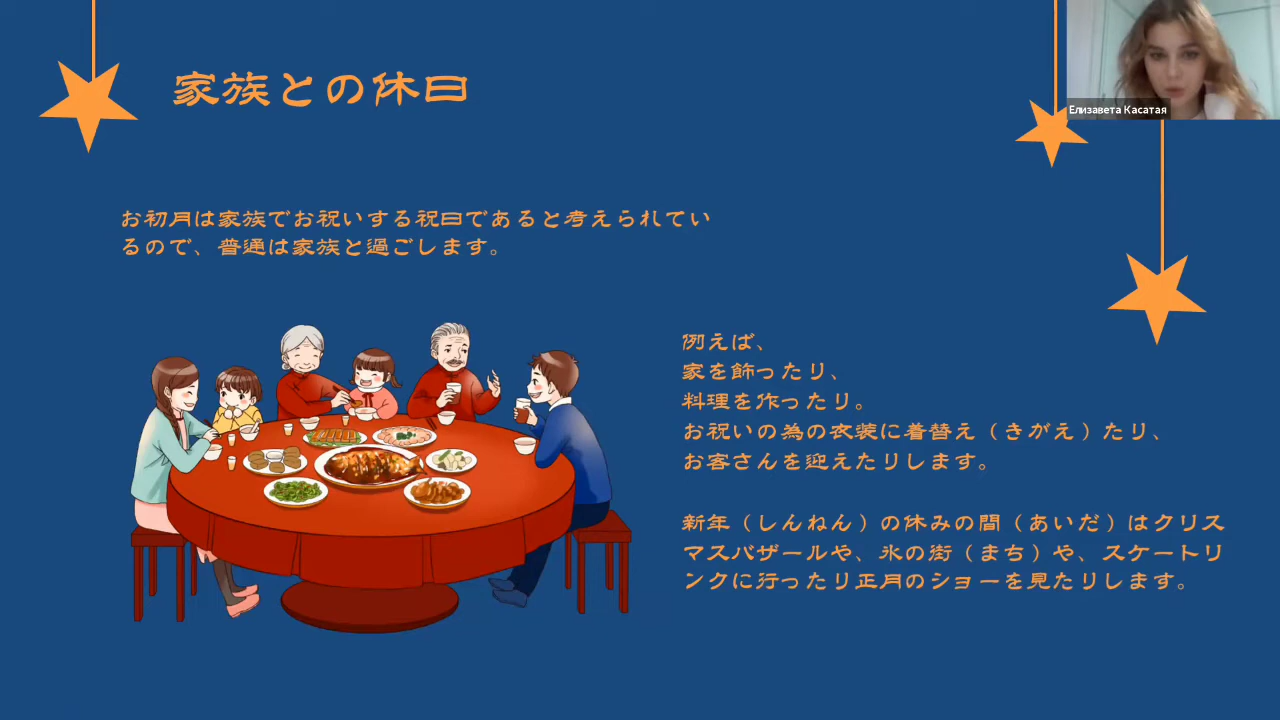 家族との休日
Елизавета Касатая
お初月は家族でお祝いする祝日であると考えられてい
るので、普通は家族と過ごします。
例えば、
家を飾ったり、
料理を作ったり。
お祝いの為の衣装に着替え（きがえ）たり、
お客さんを迎えたりします。
新年（しんねん）の休みの間（あいだ）はクリス
マスバザールや、氷の街（まち）や、スケートリ
ンクに行ったり正月のショーを見たりします。